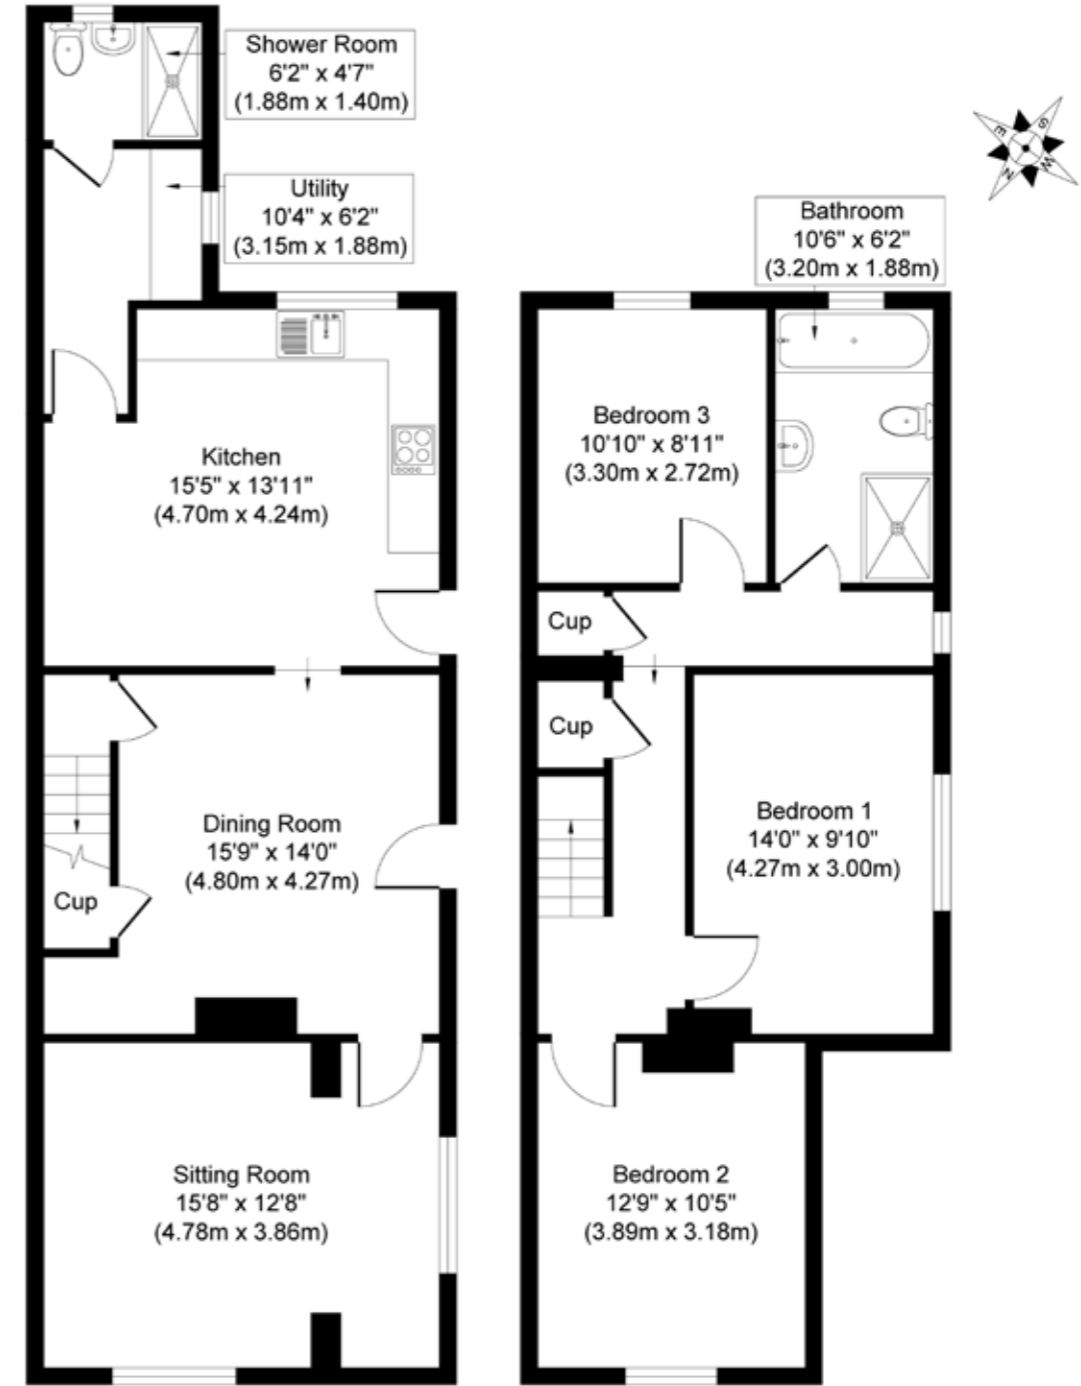 Shower Room
6'2" x 4'7"
(1.88m x 1.40m)
Utility
10'4" x 6'2"
(3.15m x 1.88m)
Kitchen
15'5" x 13'11"
(4.70m x 4.24m)
Dining Room
15'9" x 14'0"
(4.80m x 4.27m)
Cup
Sitting Room
15'8" x 12'8"
(4.78m x 3.86m)
S
E
W
N
Bathroom
10'6" x 6'2"
(3.20m x 1.88m)
Bedroom 3
10'10" x 8'11"
(3.30m x 2.72m)
Cup
Cup
Bedroom 1
14'0" x 9'10"
(4.27m x 3.00m)
Bedroom 2
12'9" x 10'5"
(3.89m x 3.18m)